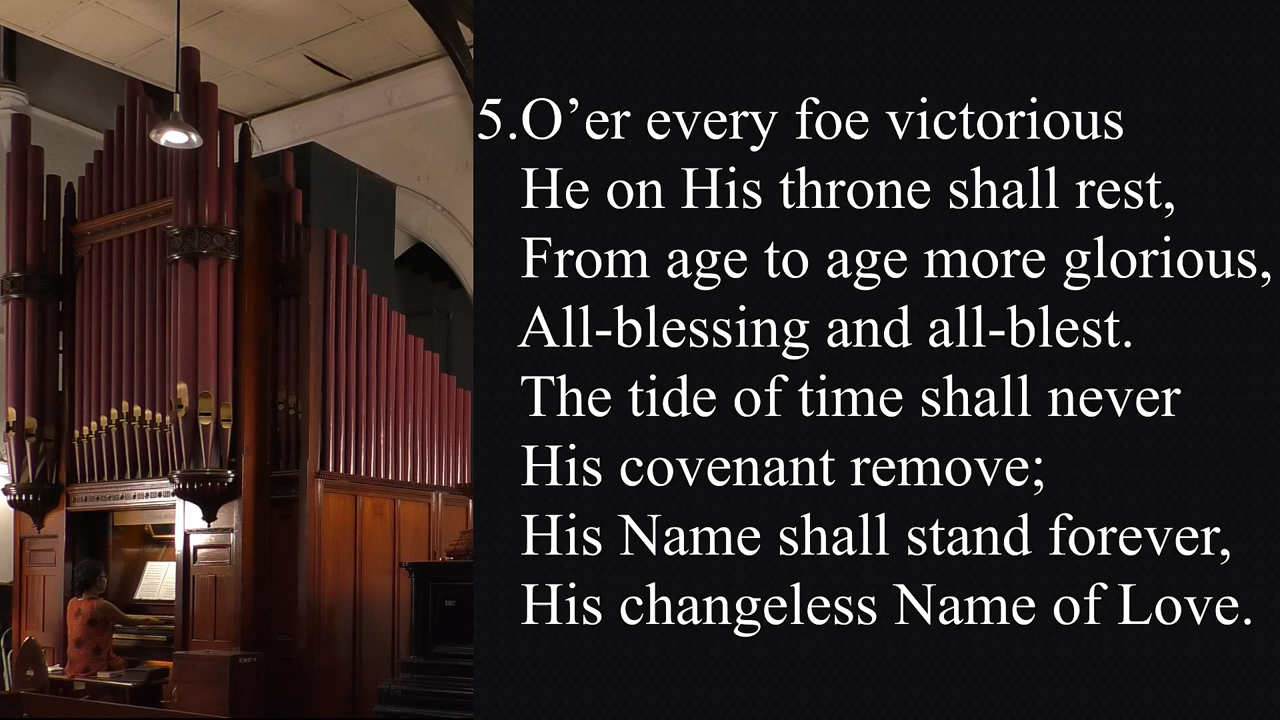 5.O’er every foe victorious
He on His throne shall rest,
From age to age more glorious,
All-blessing and all-blest.
The tide of time shall never
His covenant remove;
His Name shall stand forever,
His changeless Name of Love.